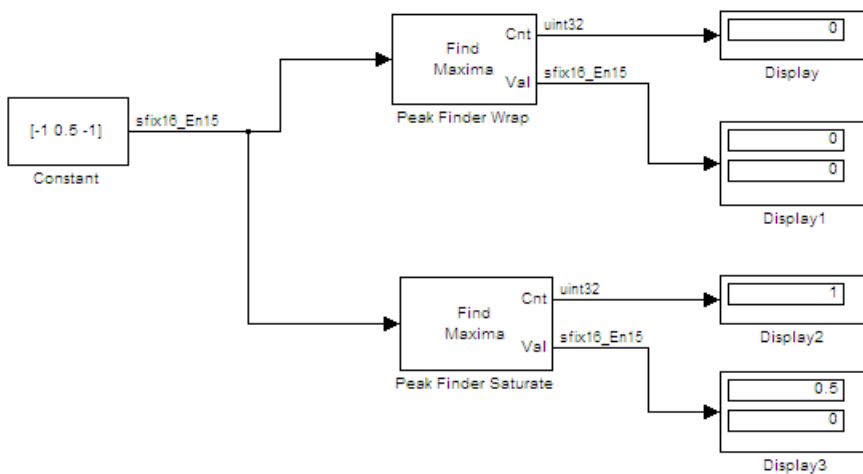 [-1 0.5 -1]
Constant
sfix16_En15
Find
Maxima
Cnt
Val
Peak Finder Wrap
uint32
sfix16_En15
0
Display
0
0
Display1
Find
Maxima
Cnt
Val
Peak Finder Saturate
uint32
sfix16_En15
1
Display2
0.5
0
Display3